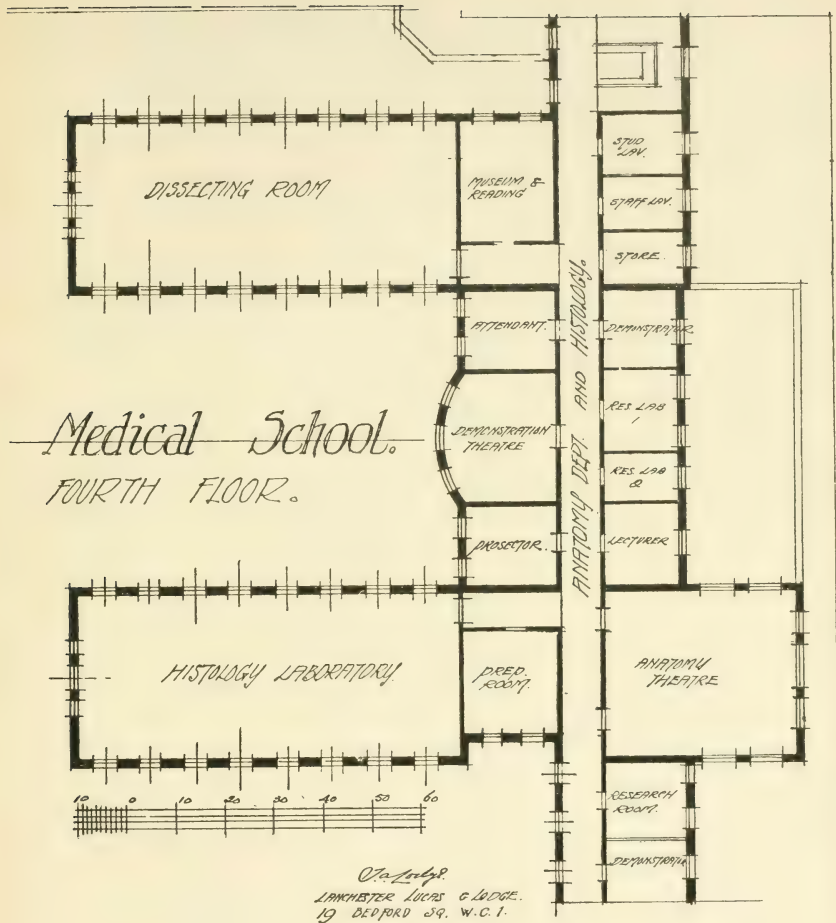 DISSECTING ROOM
MUSEUM &
READING
STUD
LAV.
STAFF LAV.
STORE.
ATTENDANT.
DEMONSTRATOR.
Medical School.
FOURTH FLOOR.
DEMONSTRATION
THEATRE
ANATOMY DEPT. AND HISTOLOGY.
RES. LAB
1
RES. LAB
2
PROSECTOR.
LECTURER
HISTOLOGY LABORATORY.
PREP.
ROOM.
ANATOMY
THEATRE
10 0 10 20 30 40 50 60
RESEARCH
ROOM.
DEMONSTRATOR
LANCHESTER LUCAS & LODGE.
19 BEDFORD SQ. W.C.1.